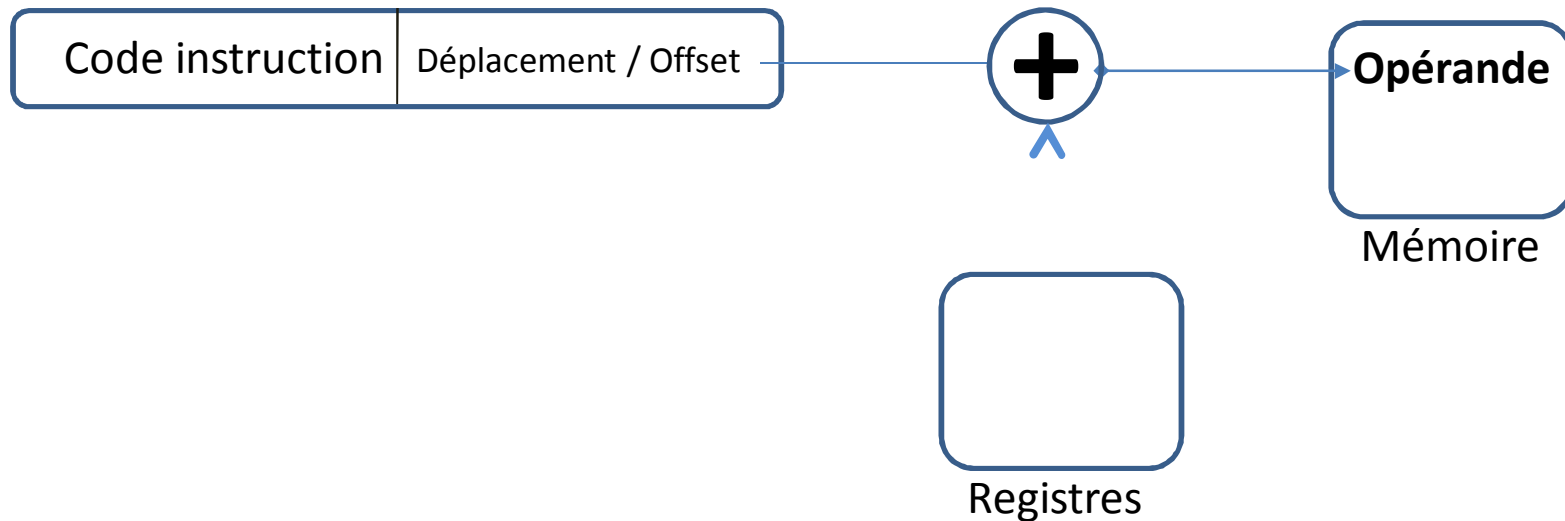 Code instruction
Déplacement / Offset
+
Opérande
Mémoire
Registres